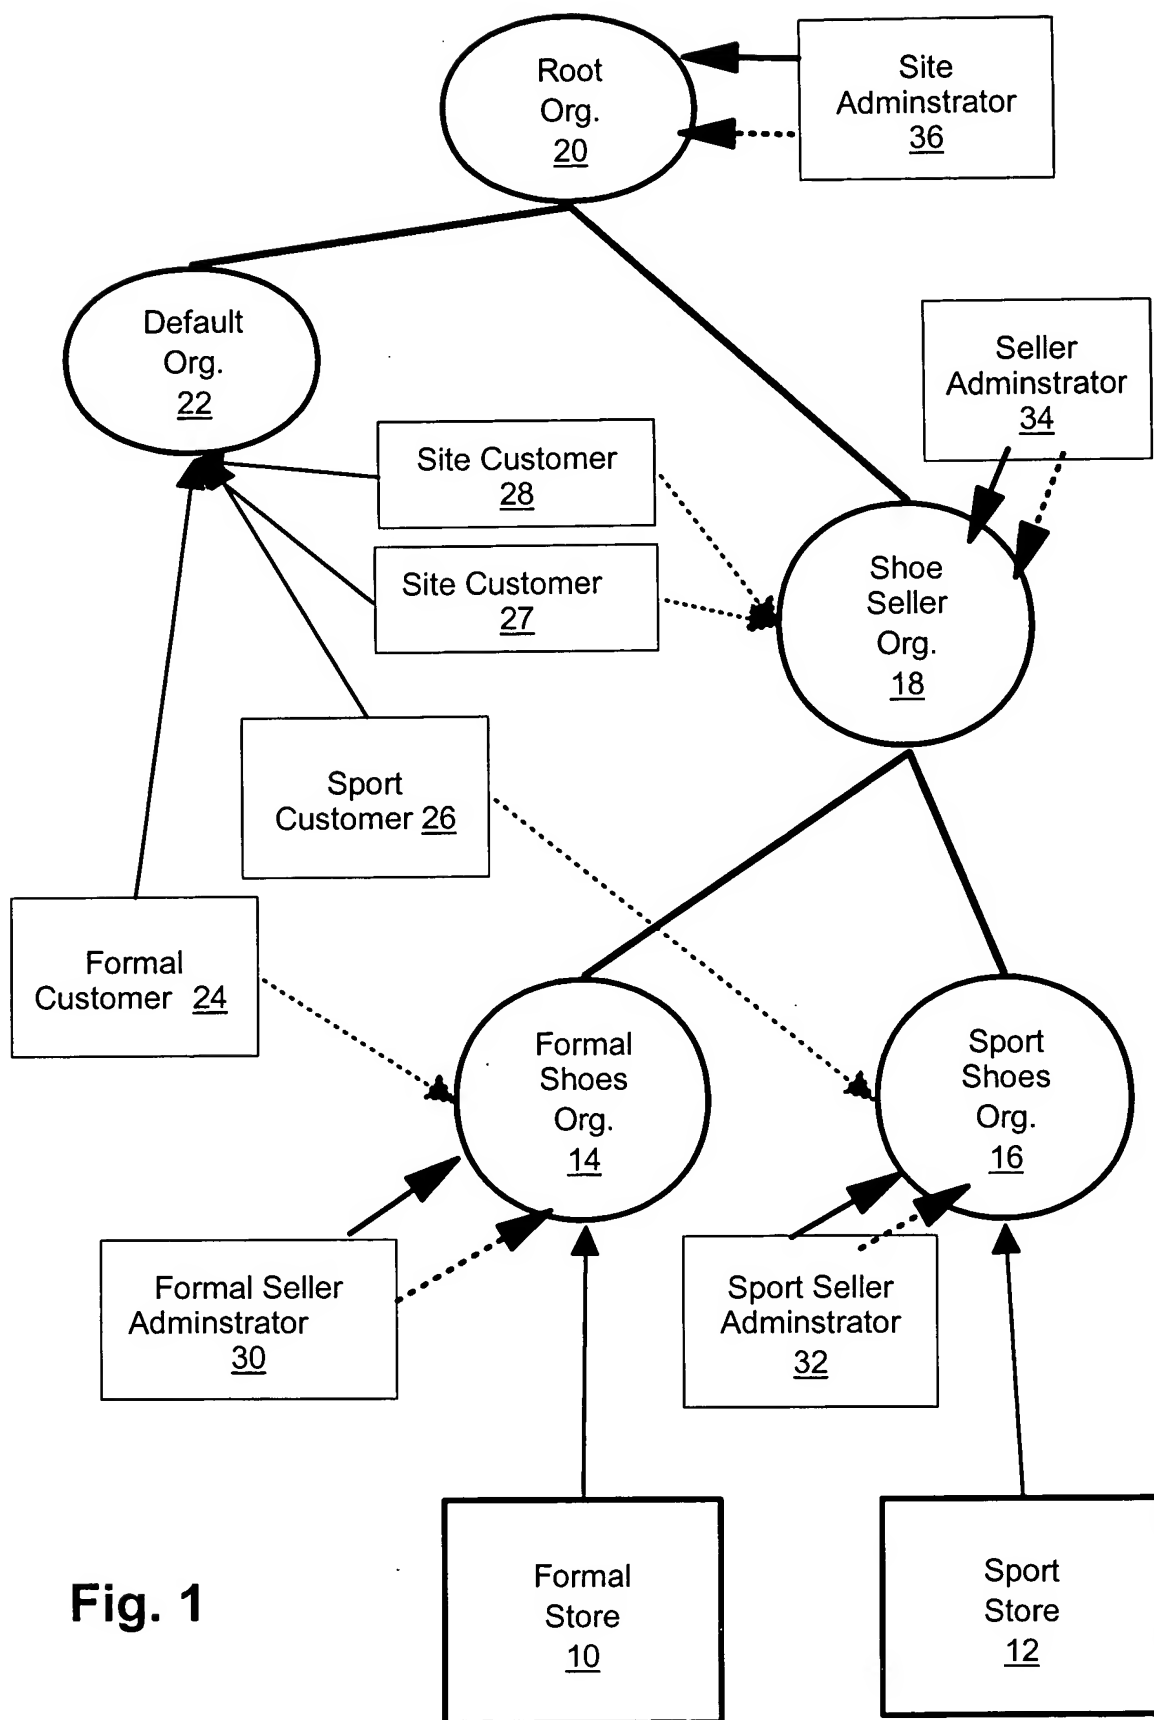 Root
Org.
20
Site
Adminstrator
36
Default
Org.
22
Seller
Adminstrator
34
Site Customer
28
Site Customer
27
Shoe
Seller
Org.
18
Sport
Customer 26
Formal
Customer 24
Formal
Shoes
Org.
14
Sport
Shoes
Org.
16
Formal Seller
Adminstrator
30
Sport Seller
Adminstrator
32
Formal
Store
10
Sport
Store
12
Fig. 1